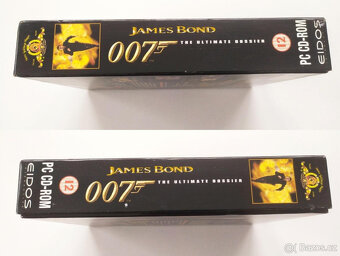 JAMES BOND
007 THE ULTIMATE DOSSIER
12
PC CD-ROM
EIDOS
JAMES BOND
007 THE ULTIMATE DOSSIER
12
PC CD-ROM
EIDOS
© Bazos.cz